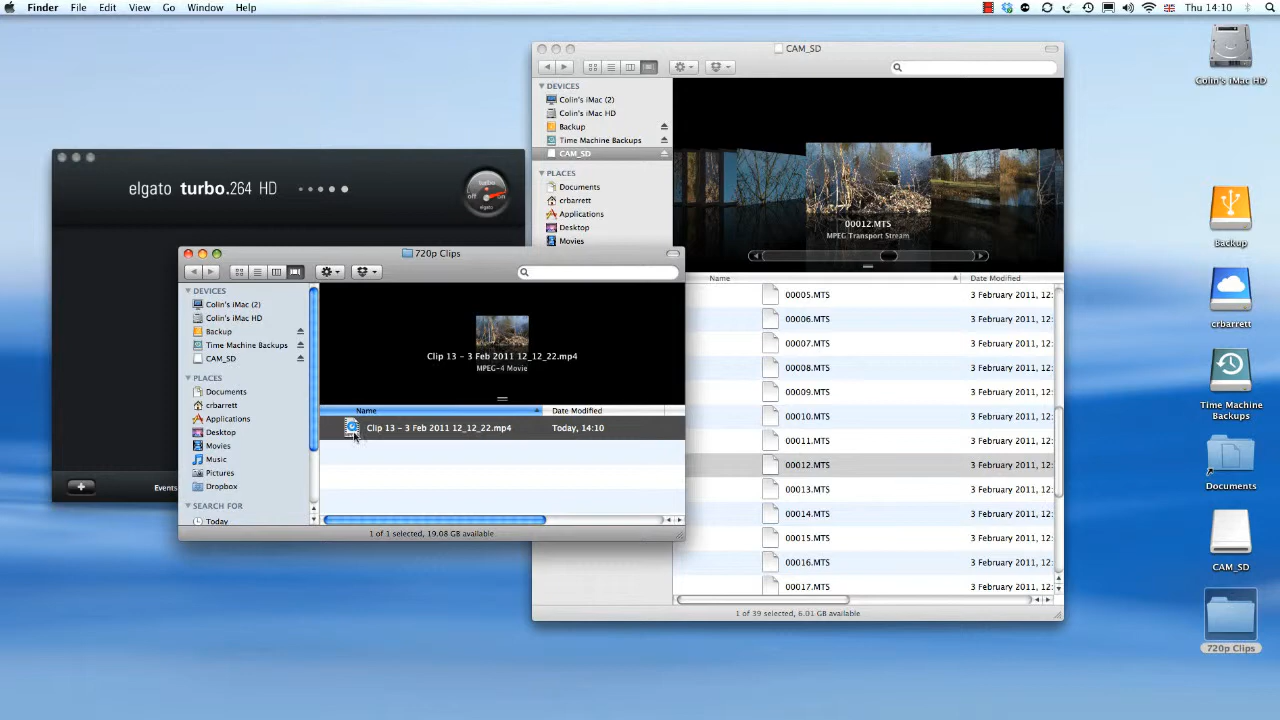 Finder File Edit View Go Window Help
Thu 14:10
CAM_SD
DEVICES
Colin's iMac (2)
Colin's iMac HD
Backup
Time Machine Backups
CAM_SD
PLACES
Documents
crbarrett
Applications
Desktop
Movies
00012.MTS
MPEG Transport Stream
Name Date Modified
00005.MTS 3 February 2011, 12:
00006.MTS 3 February 2011, 12:
00007.MTS 3 February 2011, 12:
00008.MTS 3 February 2011, 12:
00009.MTS 3 February 2011, 12:
00010.MTS 3 February 2011, 12:
00011.MTS 3 February 2011, 12:
00012.MTS 3 February 2011, 12:
00013.MTS 3 February 2011, 12:
00014.MTS 3 February 2011, 12:
00015.MTS 3 February 2011, 12:
00016.MTS 3 February 2011, 12:
00017.MTS 3 February 2011, 12:
1 of 39 selected, 6.01 GB available
elgato turbo.264 HD
turbo
off on
elgato
Events
720p Clips
DEVICES
Colin's iMac (2)
Colin's iMac HD
Backup
Time Machine Backups
CAM_SD
PLACES
Documents
crbarrett
Applications
Desktop
Movies
Music
Pictures
Dropbox
SEARCH FOR
Today
Clip 13 - 3 Feb 2011 12_12_22.mp4
MPEG-4 Movie
Name Date Modified
Clip 13 - 3 Feb 2011 12_12_22.mp4 Today, 14:10
1 of 1 selected, 19.08 GB available
Colin's iMac HD
Backup
crbarrett
Time Machine
Backups
Documents
CAM_SD
720p Clips